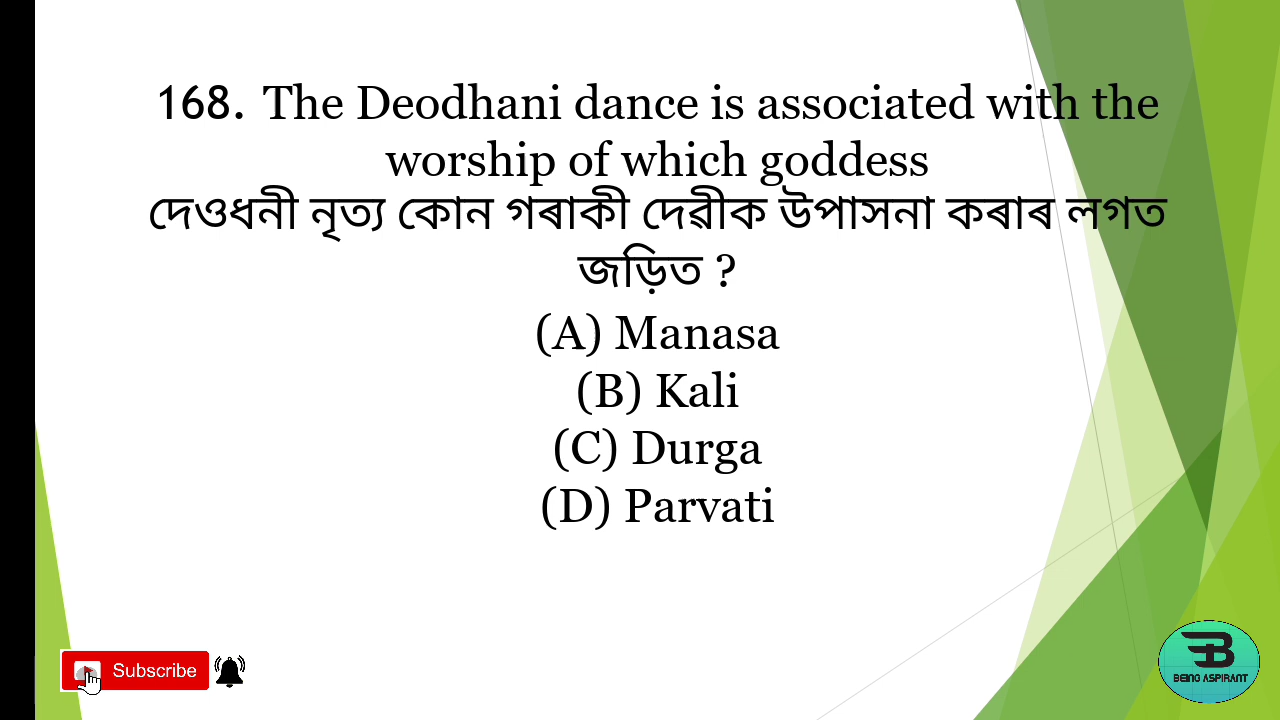 168. The Deodhani dance is associated with the
worship of which goddess
দেওধনী নৃত্য কোন গৰাকী দেৱীক উপাসনা কৰাৰ লগত
জড়িত ?
(A) Manasa
(B) Kali
(C) Durga
(D) Parvati
Subscribe
BEING ASPIRANT